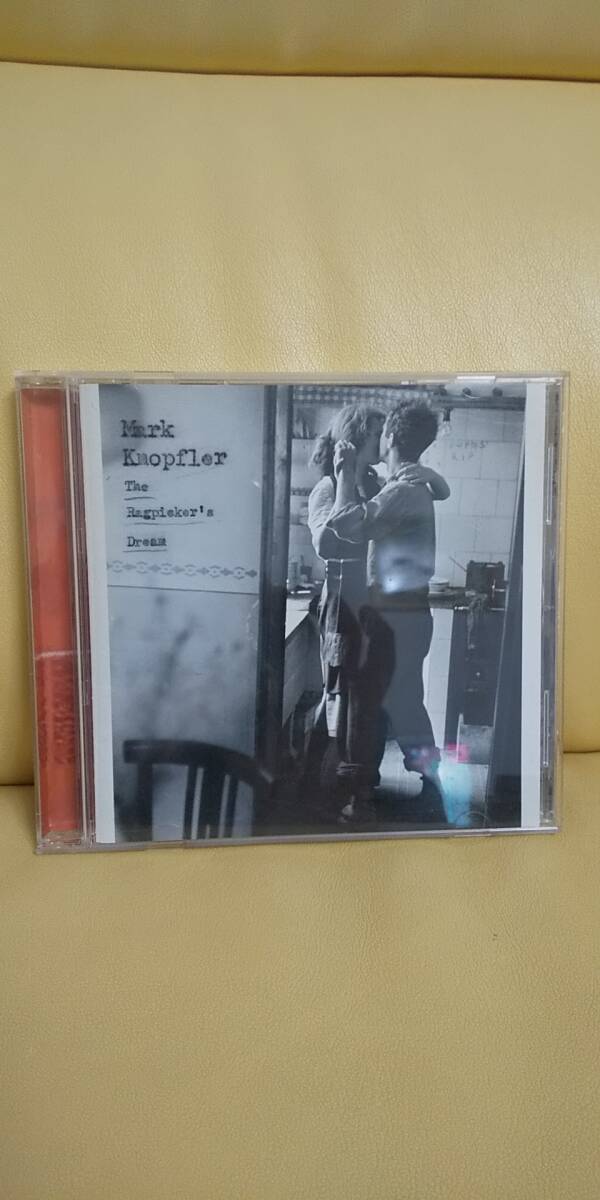 Mark
Knopfler
The
Ragpicker's
Dream